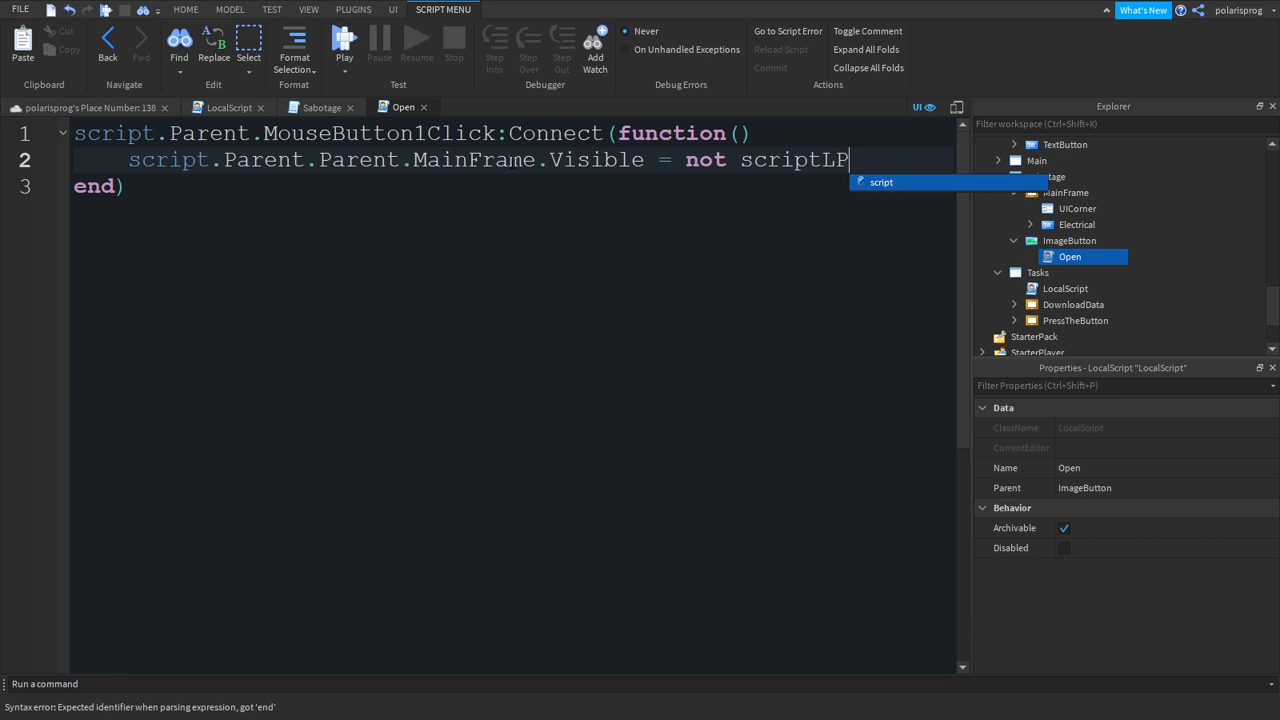 FILE HOME MODEL TEST VIEW PLUGINS UI SCRIPT MENU What's New polarisprog
Cut
Copy
Paste Back Fwd Find Replace Select Format Selection Play Pause Resume Stop Step Into Step Over Step Out Add Watch
Never
On Unhandled Exceptions
Go to Script Error
Reload Script
Commit
Toggle Comment
Expand All Folds
Collapse All Folds
Clipboard Navigate Edit Format Test Debugger Debug Errors Actions
polarisprog's Place Number: 138 LocalScript Sabotage Open UI
1 script.Parent.MouseButton1Click:Connect(function()
2 script.Parent.Parent.MainFrame.Visible = not scriptLP
script
3 end)
Explorer
Filter workspace (Ctrl+Shift+X)
TextButton
Main
MainFrame
UICorner
Electrical
ImageButton
Open
Tasks
LocalScript
DownloadData
PressTheButton
StarterPack
StarterPlayer
Properties - LocalScript "LocalScript"
Filter Properties (Ctrl+Shift+P)
Data
ClassName LocalScript
CurrentEditor
Name Open
Parent ImageButton
Behavior
Archivable
Disabled
Run a command
Syntax error: Expected identifier when parsing expression, got 'end'